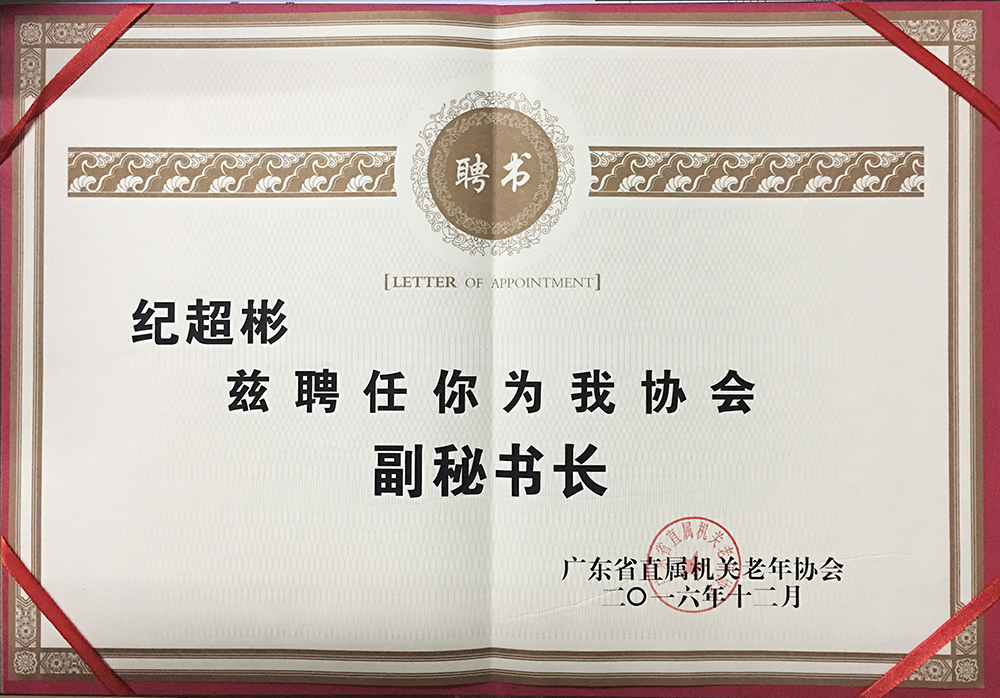 聘书
[LETTER OF APPOINTMENT]
纪超彬
兹聘任你为我协会
副秘书长
广东省直属机关老年协会
二〇一六年十二月